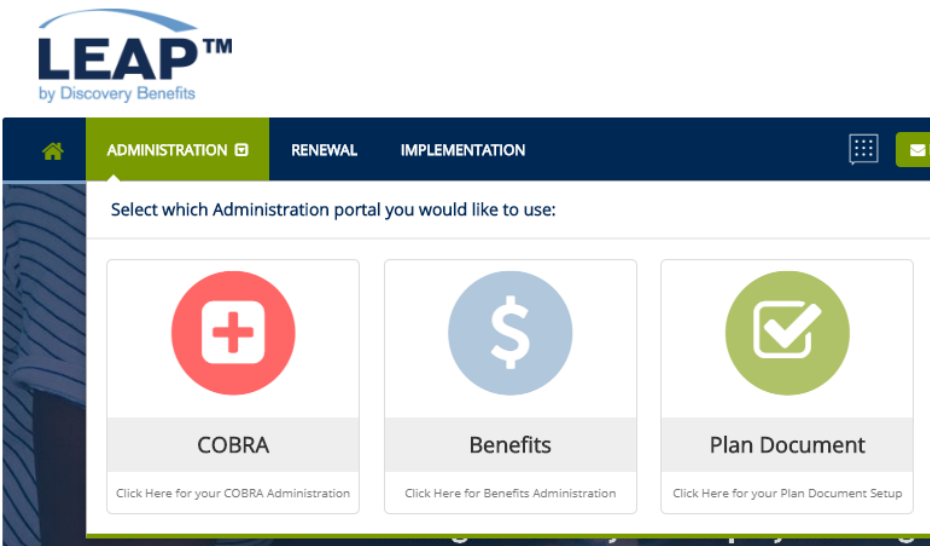 LEAP™
by Discovery Benefits
ADMINISTRATION
RENEWAL
IMPLEMENTATION
Select which Administration portal you would like to use:
COBRA
Benefits
Plan Document
Click Here for your COBRA Administration
Click Here for Benefits Administration
Click Here for your Plan Document Setup